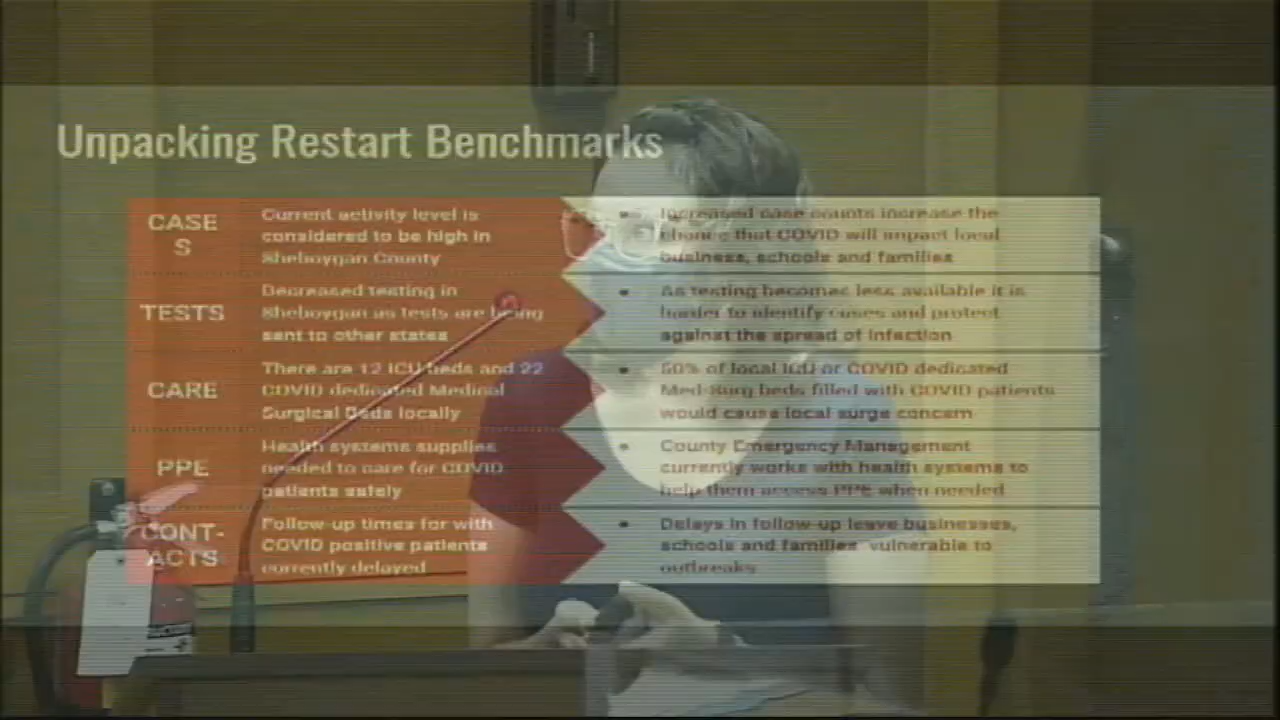 Unpacking Restart Benchmarks
CASE
S
Current activity level is
considered to be high in
Sheboygan County
Increased case counts increase the
chance that COVID will impact local
business, schools and families
TESTS
Decreased testing in
Sheboygan as tests are being
sent to other states
As testing becomes less available it is
harder to identify cases and protect
against the spread of infection
CARE
There are 12 ICU beds and 22
COVID dedicated Medical
Surgical Beds locally
50% of local ICU or COVID dedicated
Med-Surg beds filled with COVID patients
would cause local surge concern
PPE
Health systems supplies
needed to care for COVID
patients safely
County Emergency Management
currently works with health systems to
help them access PPE when needed
CONT-
ACTS
Follow-up times for with
COVID positive patients
currently delayed
Delays in follow-up leave businesses,
schools and families vulnerable to
outbreaks